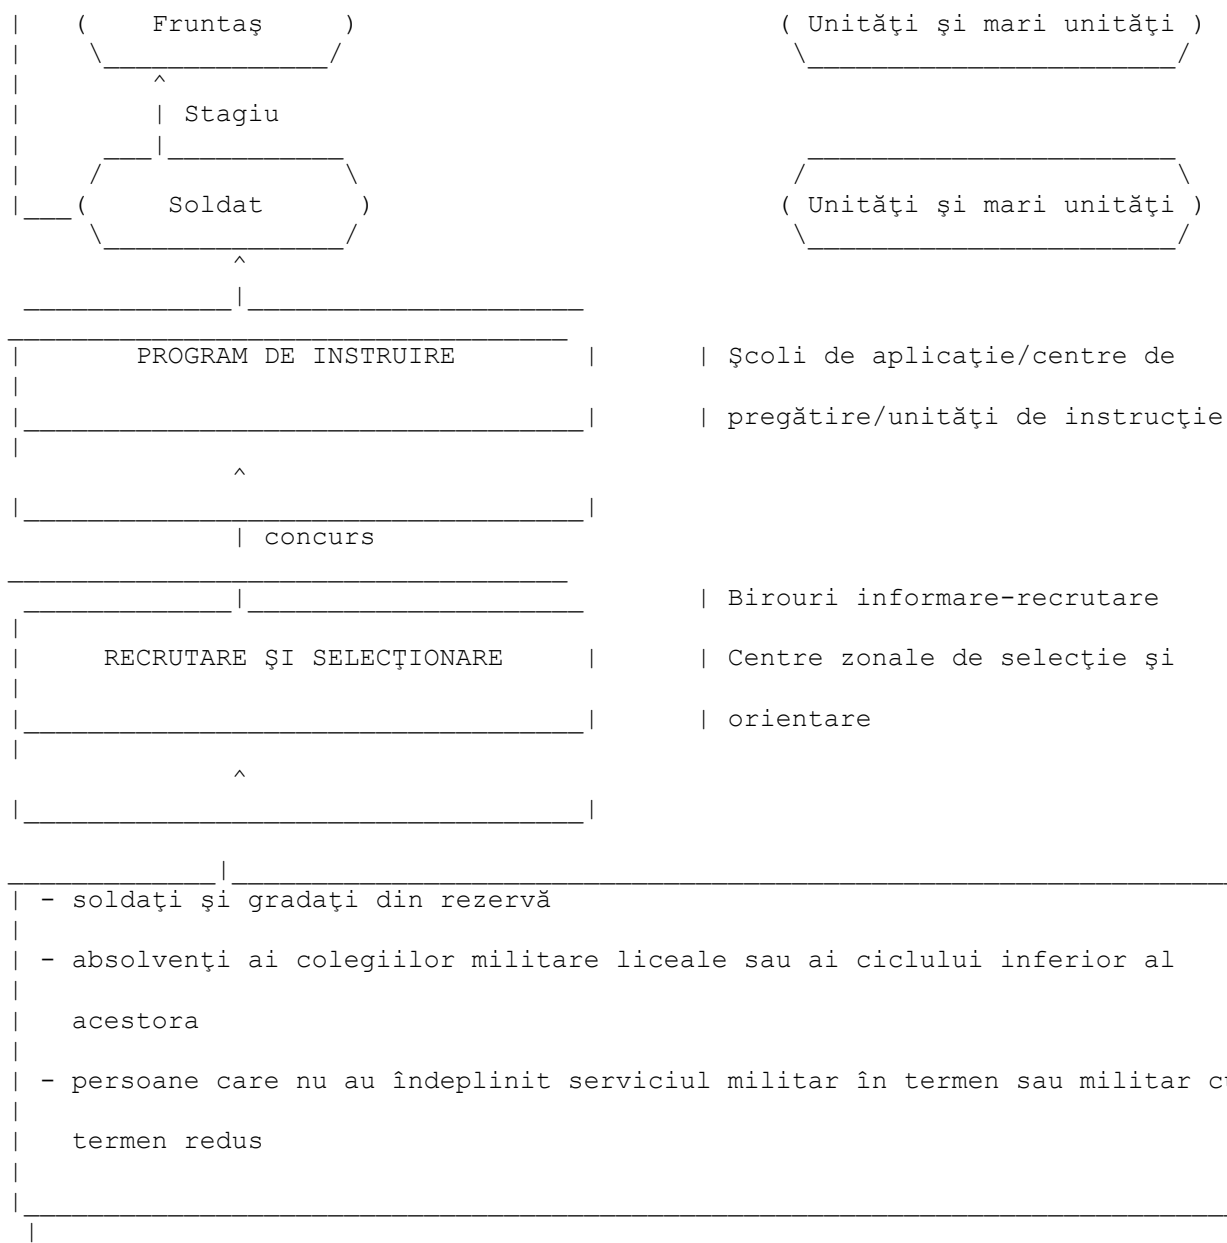 Fruntaş Unităţi şi mari unităţi
Stagiu
Soldat Unităţi şi mari unităţi
PROGRAM DE INSTRUIRE Şcoli de aplicaţie/centre de
pregătire/unităţi de instrucţie
concurs
Birouri informare-recrutare
RECRUTARE ŞI SELECŢIONARE Centre zonale de selecţie şi
orientare
- soldaţi şi gradaţi din rezervă
- absolvenţi ai colegiilor militare liceale sau ai ciclului inferior al
acestora
- persoane care nu au îndeplinit serviciul militar în termen sau militar
termen redus